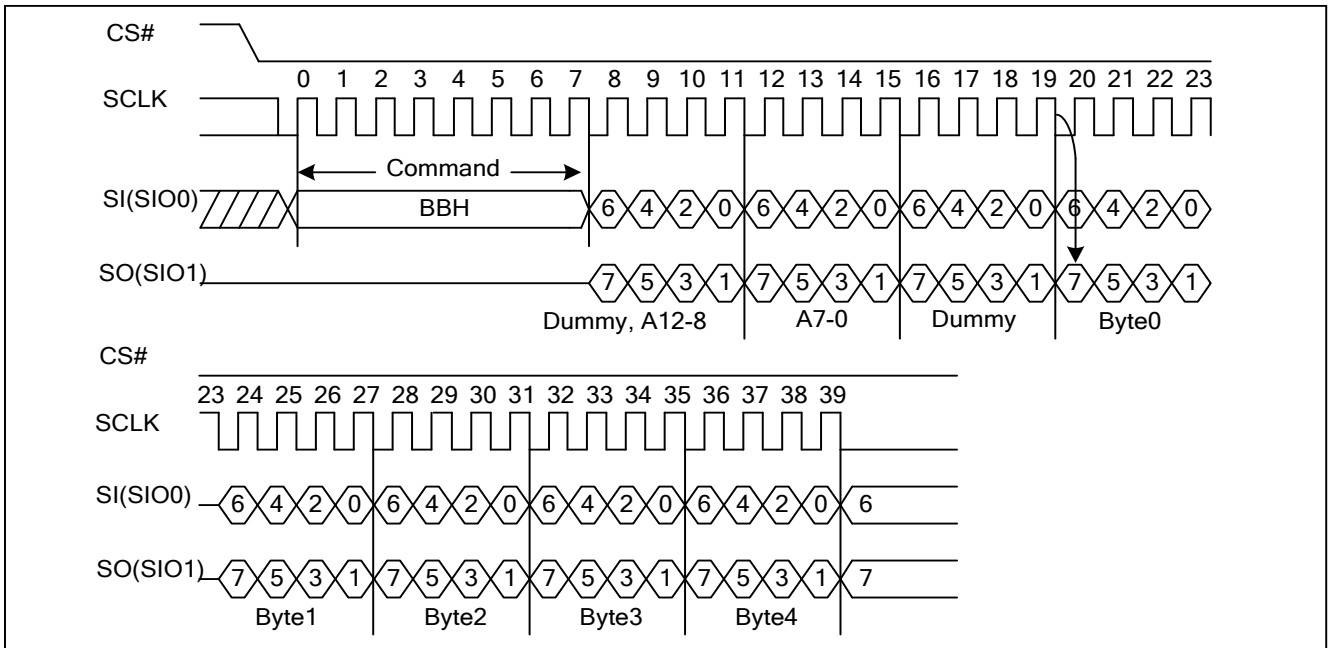 CS#
0 1 2 3 4 5 6 7 8 9 10 11 12 13 14 15 16 17 18 19 20 21 22 23
SCLK
Command
SI(SIO0) BBH 6 4 2 0 6 4 2 0 6 4 2 0 6 4 2 0
SO(SIO1) 7 5 3 1 7 5 3 1 7 5 3 1 7 5 3 1
Dummy, A12-8 A7-0 Dummy Byte0
CS#
23 24 25 26 27 28 29 30 31 32 33 34 35 36 37 38 39
SCLK
SI(SIO0) 6 4 2 0 6 4 2 0 6 4 2 0 6 4 2 0 6
SO(SIO1) 7 5 3 1 7 5 3 1 7 5 3 1 7 5 3 1 7
Byte1 Byte2 Byte3 Byte4